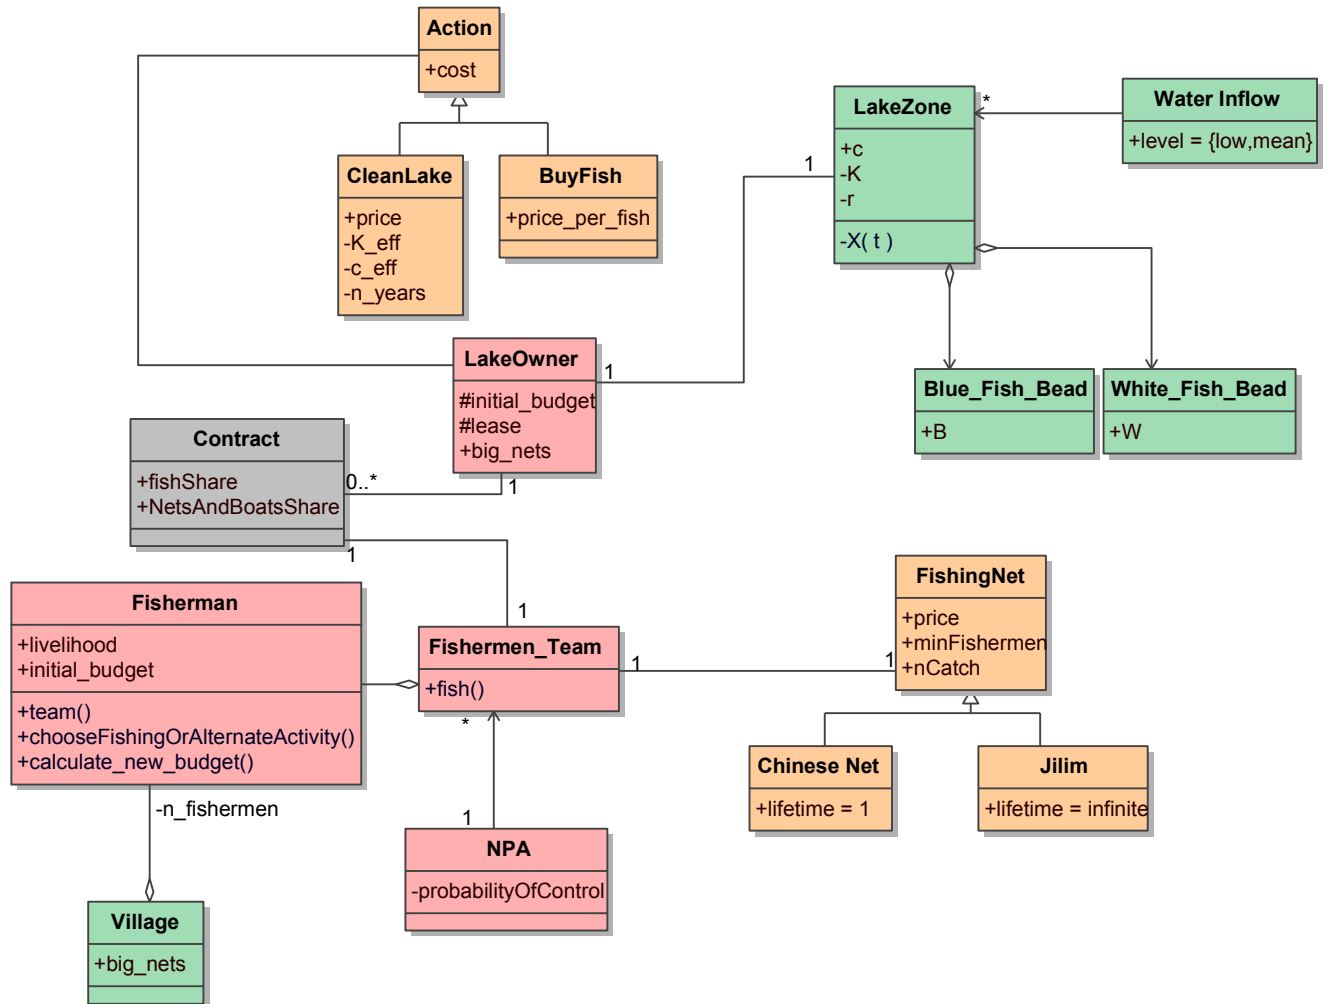 Action
+cost
CleanLake
+price
-K_eff
-c_eff
-n_years
BuyFish
+price_per_fish
LakeZone
+c
-K
-r
-X( t )
*
Water Inflow
+level = {low,mean}
1
1
Blue_Fish_Bead
+B
White_Fish_Bead
+W
LakeOwner
#initial_budget
#lease
+big_nets
1
0..*
Contract
+fishShare
+NetsAndBoatsShare
1
1
Fisherman
+livelihood
+initial_budget
+team()
+chooseFishingOrAlternateActivity()
+calculate_new_budget()
Fishermen_Team
+fish()
1
1
FishingNet
+price
+minFishermen
+nCatch
Chinese Net
+lifetime = 1
Jilim
+lifetime = infinite
*
1
NPA
-probabilityOfControl
-n_fishermen
Village
+big_nets